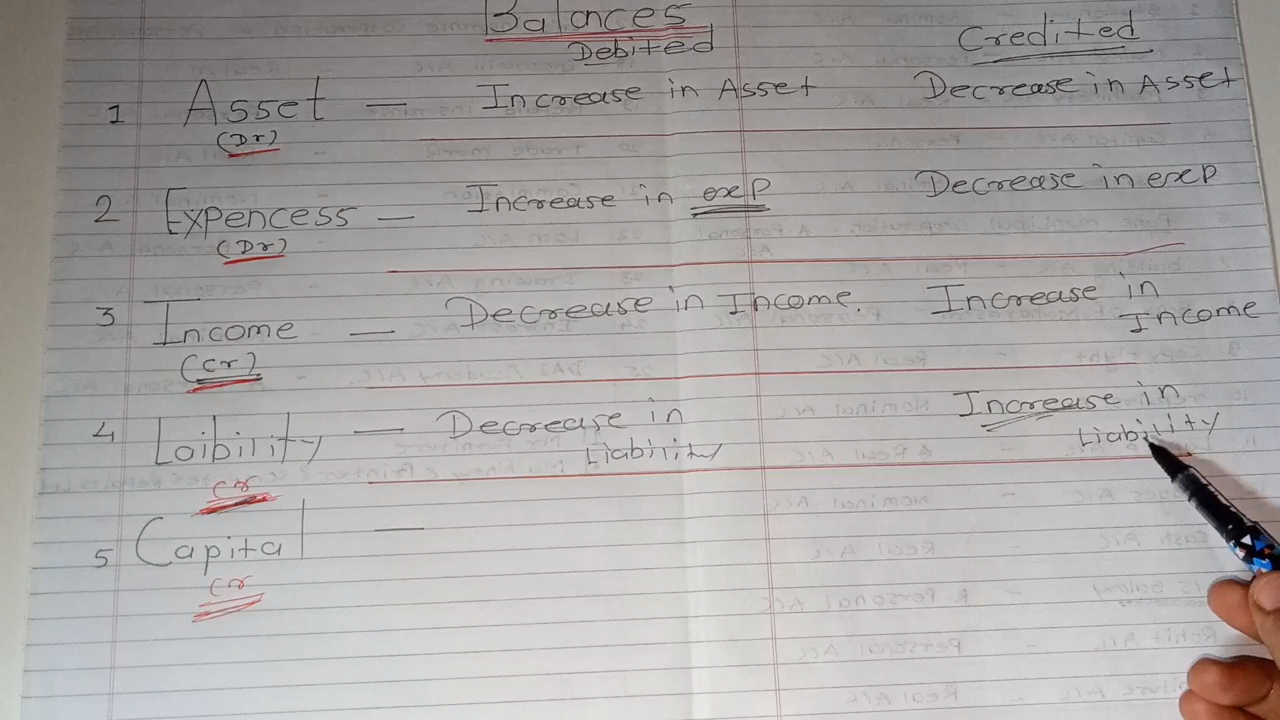 Balances
Debited Credited
1 Asset — Increase in Asset Decrease in Asset
(Dr)
2 Expencess — Increase in exp Decrease in exp
(Dr)
3 Income — Decrease in Income. Increase in
Income
(Cr)
4 Laibility — Decrease in Increase in
Liability Liability
Cr
5 Capital —
Cr